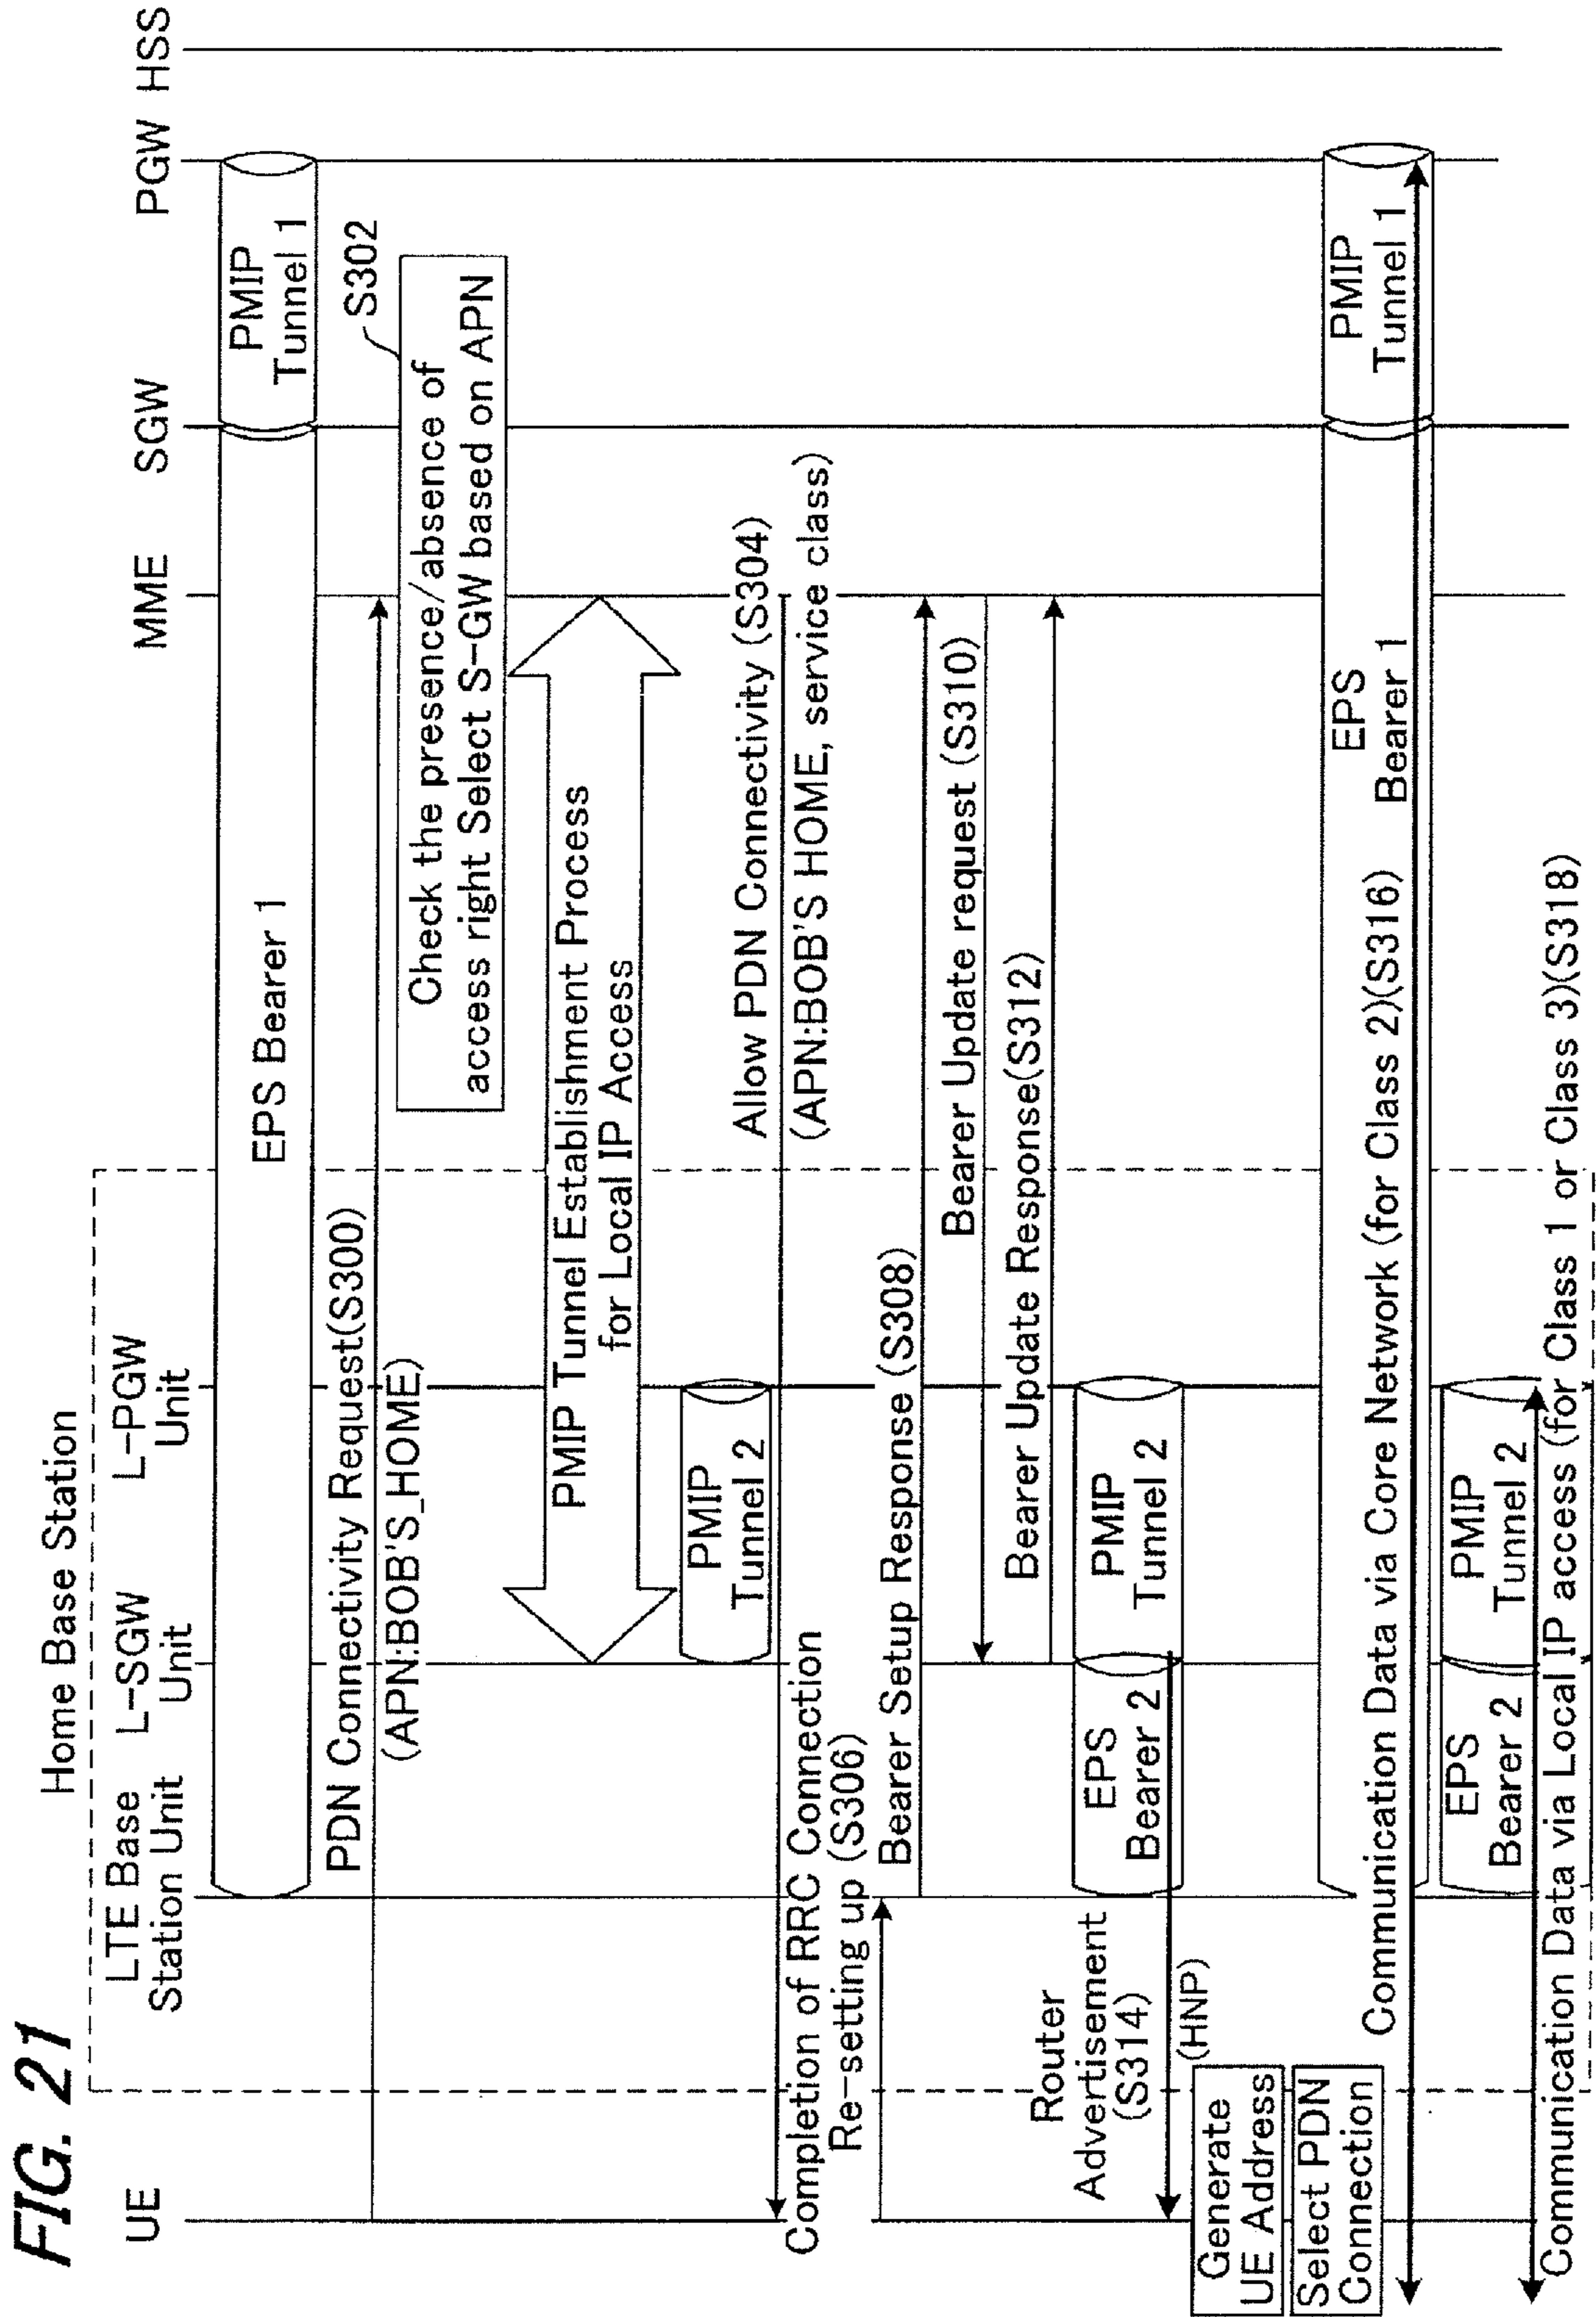 FIG. 21
Home Base Station
UE
LTE Base
Station Unit
L-SGW
Unit
L-PGW
Unit
MME
SGW
PGW
HSS
EPS Bearer 1
PMIP
Tunnel 1
PDN Connectivity Request(S300)
(APN:BOB'S_HOME)
S302
Check the presence/absence of
access right Select S-GW based on APN
PMIP Tunnel Establishment Process
for Local IP Access
PMIP
Tunnel 2
Allow PDN Connectivity (S304)
(APN:BOB'S HOME, service class)
Completion of RRC Connection
Re-setting up (S306)
Bearer Setup Response (S308)
Bearer Update request (S310)
Bearer Update Response(S312)
EPS
Bearer 2
PMIP
Tunnel 2
Router
Advertisement
(S314)
(HNP)
Generate
UE Address
Select PDN
Connection
EPS
Bearer 1
PMIP
Tunnel 1
Communication Data via Core Network (for Class 2)(S316)
EPS
Bearer 2
PMIP
Tunnel 2
Communication Data via Local IP access (for Class 1 or Class 3)(S318)